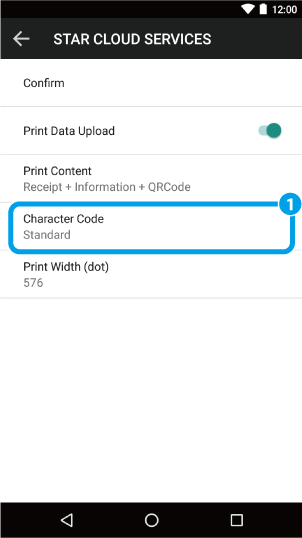 12:00
STAR CLOUD SERVICES
Confirm
Print Data Upload
Print Content
Receipt + Information + QRCode
1
Character Code
Standard
Print Width (dot)
576